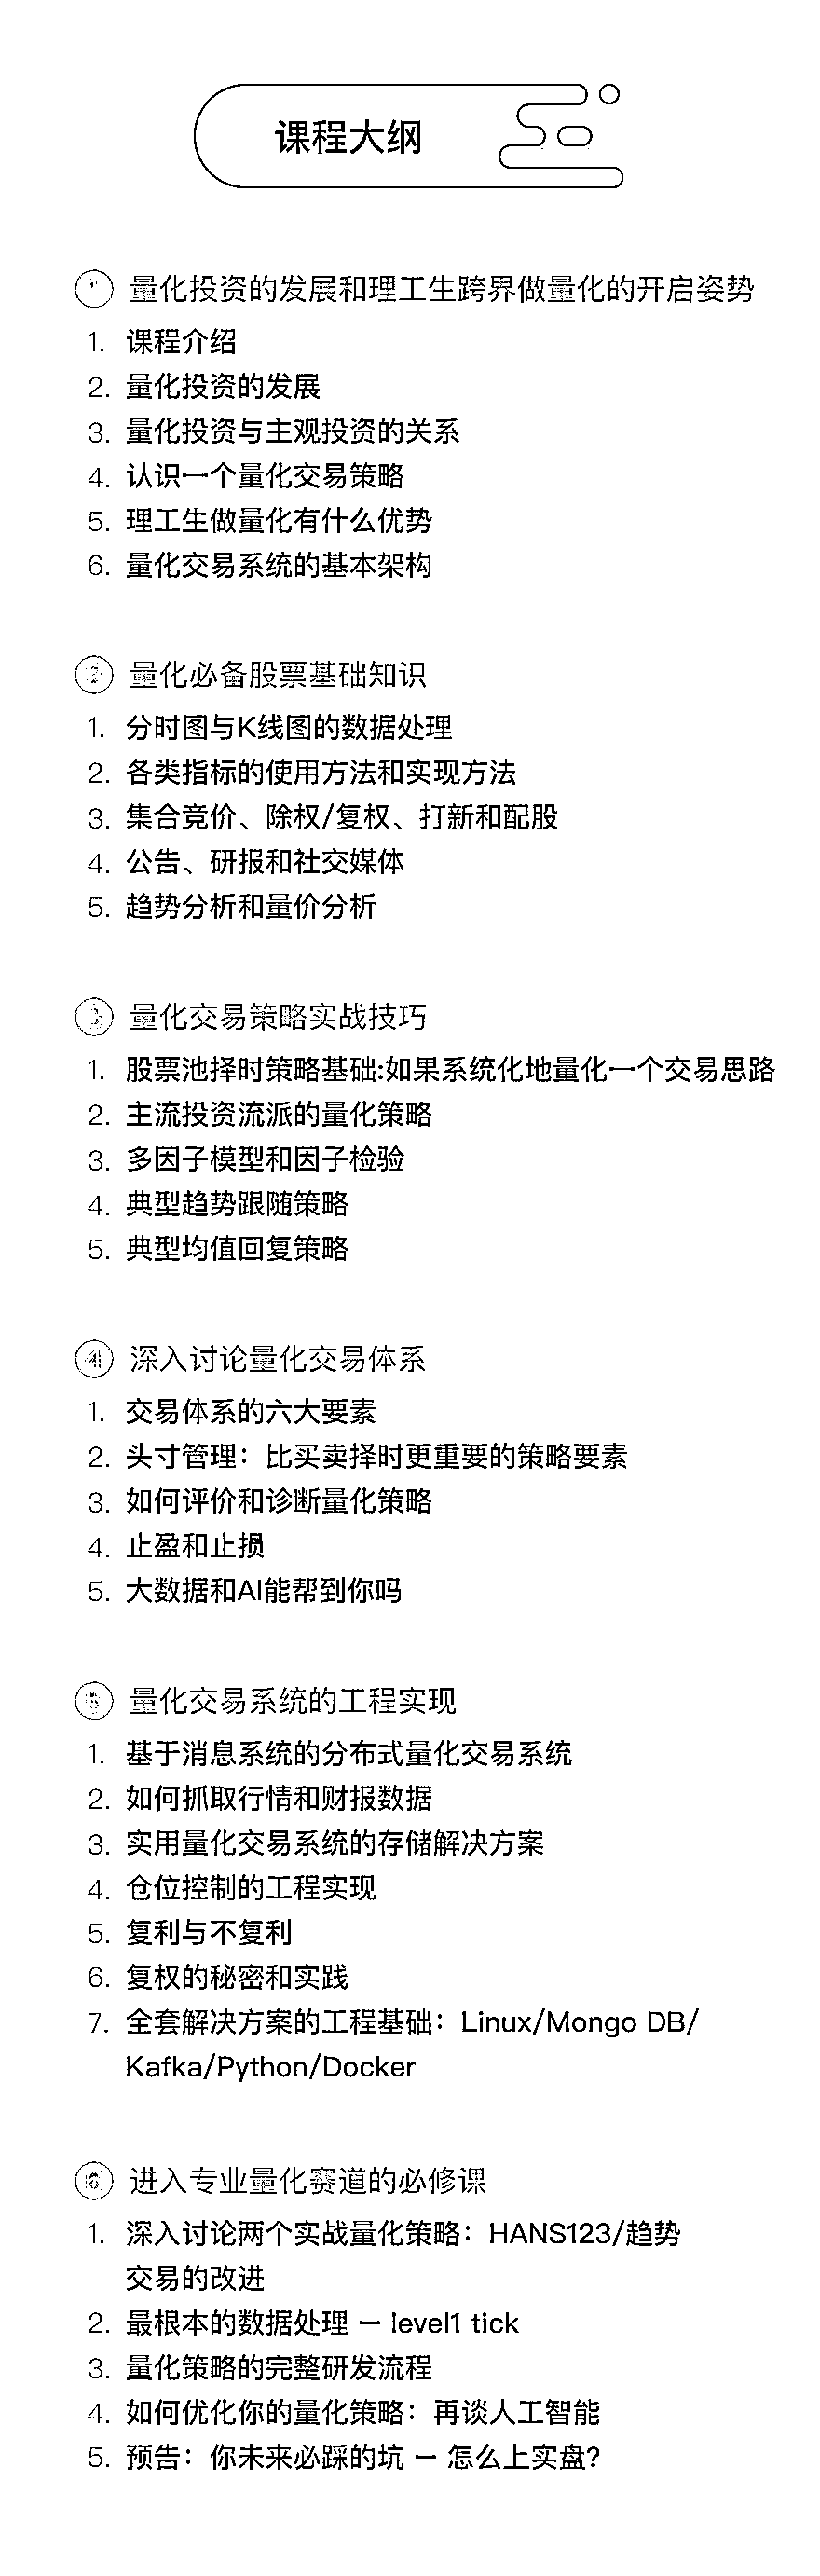 课程大纲
1 量化投资的发展和理工生跨界做量化的开启姿势
1. 课程介绍
2. 量化投资的发展
3. 量化投资与主观投资的关系
4. 认识一个量化交易策略
5. 理工生做量化有什么优势
6. 量化交易系统的基本架构
2 量化必备股票基础知识
1. 分时图与K线图的数据处理
2. 各类指标的使用方法和实现方法
3. 集合竞价、除权/复权、打新和配股
4. 公告、研报和社交媒体
5. 趋势分析和量价分析
3 量化交易策略实战技巧
1. 股票池择时策略基础:如果系统化地量化一个交易思路
2. 主流投资流派的量化策略
3. 多因子模型和因子检验
4. 典型趋势跟随策略
5. 典型均值回复策略
4 深入讨论量化交易体系
1. 交易体系的六大要素
2. 头寸管理：比买卖择时更重要的策略要素
3. 如何评价和诊断量化策略
4. 止盈和止损
5. 大数据和AI能帮到你吗
5 量化交易系统的工程实现
1. 基于消息系统的分布式量化交易系统
2. 如何抓取行情和财报数据
3. 实用量化交易系统的存储解决方案
4. 仓位控制的工程实现
5. 复利与不复利
6. 复权的秘密和实践
7. 全套解决方案的工程基础：Linux/Mongo DB/
Kafka/Python/Docker
6 进入专业量化赛道的必修课
1. 深入讨论两个实战量化策略：HANS123/趋势
交易的改进
2. 最根本的数据处理 — level1 tick
3. 量化策略的完整研发流程
4. 如何优化你的量化策略：再谈人工智能
5. 预告：你未来必踩的坑 — 怎么上实盘?